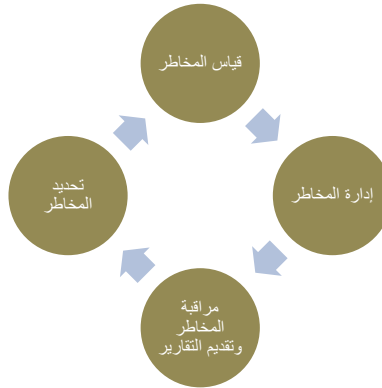 قياس المخاطر
إدارة المخاطر
تحديد
المخاطر
مراقبة
المخاطر
وتقديم التقارير